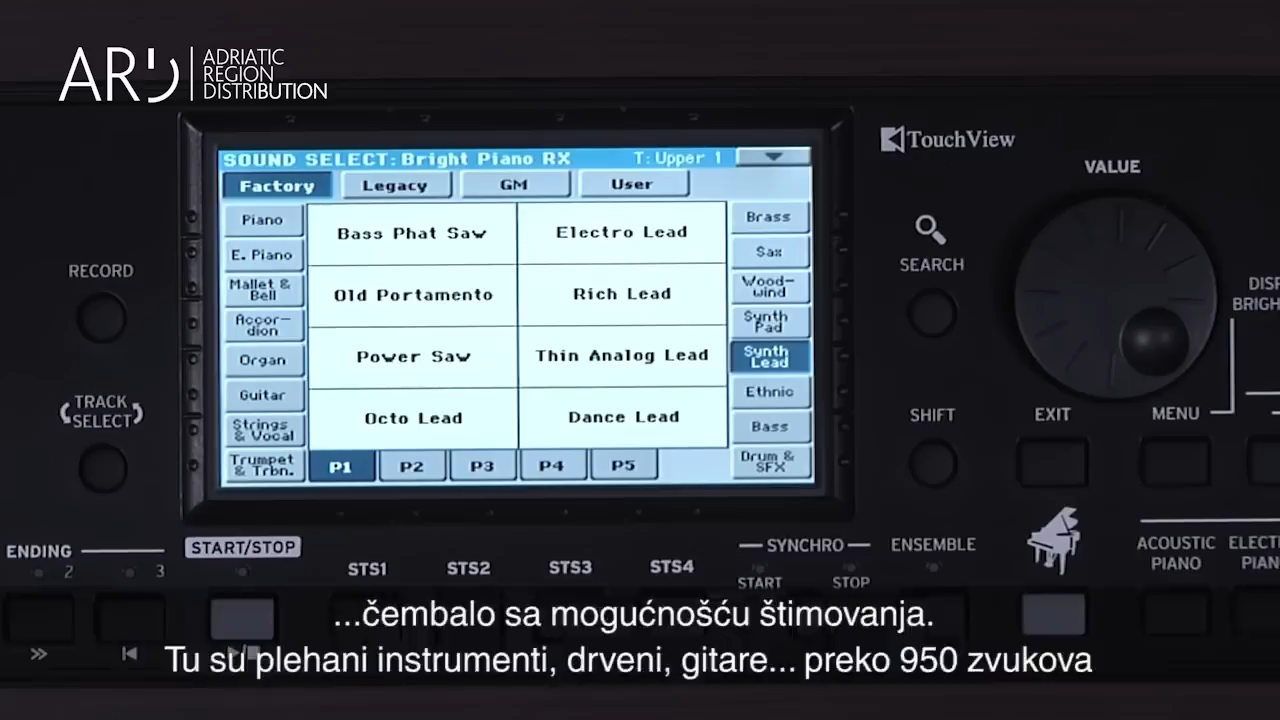 ARD
ADRIATIC
REGION
DISTRIBUTION
TouchView
VALUE
SEARCH
RECORD
TRACK
SELECT
SHIFT
EXIT
MENU
SOUND SELECT:Bright Piano RX
T:Upper 1
Factory
Legacy
GM
User
Piano
E. Piano
Mallet &
Bell
Accor-
dion
Organ
Guitar
Strings
& Vocal
Trumpet
& Trbn.
Bass Phat Saw
Electro Lead
Old Portamento
Rich Lead
Power Saw
Thin Analog Lead
Octo Lead
Dance Lead
Brass
Sax
Wood-
wind
Synth
Pad
Synth
Lead
Ethnic
Bass
Drum &
SFX
P1
P2
P3
P4
P5
ENDING
2
3
START/STOP
STS1
STS2
STS3
STS4
SYNCHRO
START
STOP
ENSEMBLE
ACOUSTIC
PIANO
...čembalo sa mogućnošću štimovanja.
Tu su plehani instrumenti, drveni, gitare... preko 950 zvukova